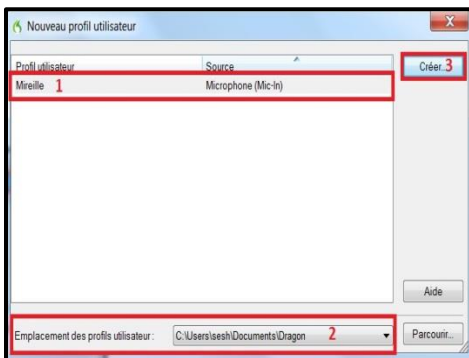 Nouveau profil utilisateur
X
Profil utilisateur Source
Créer... 3
Mireille 1 Microphone (Mic-In)
Aide
Emplacement des profils utilisateur : C:\Users\sesh\Documents\Dragon 2
Parcourir...